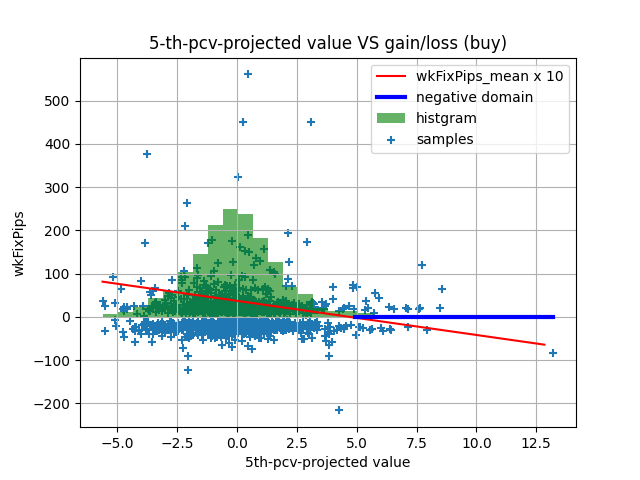 5-th-pcv-projected value VS gain/loss (buy)
wkFixPips_mean x 10
negative domain
histgram
samples
wkFixPips
500
400
300
200
100
0
−100
−200
−5.0 −2.5 0.0 2.5 5.0 7.5 10.0 12.5
5th-pcv-projected value